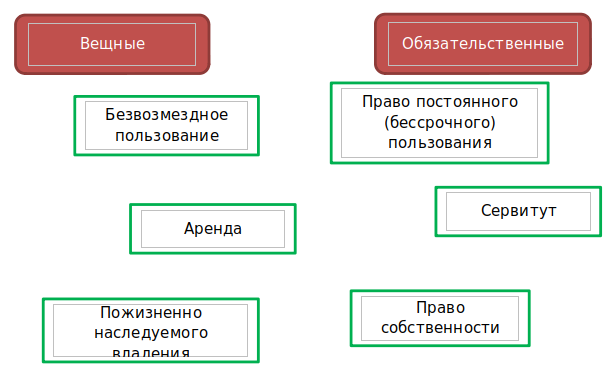 Вещные
Обязательственные
Безвозмездное
пользование
Право постоянного
(бессрочного)
пользования
Аренда
Сервитут
Пожизненно
наследуемого
владения
Право
собственности